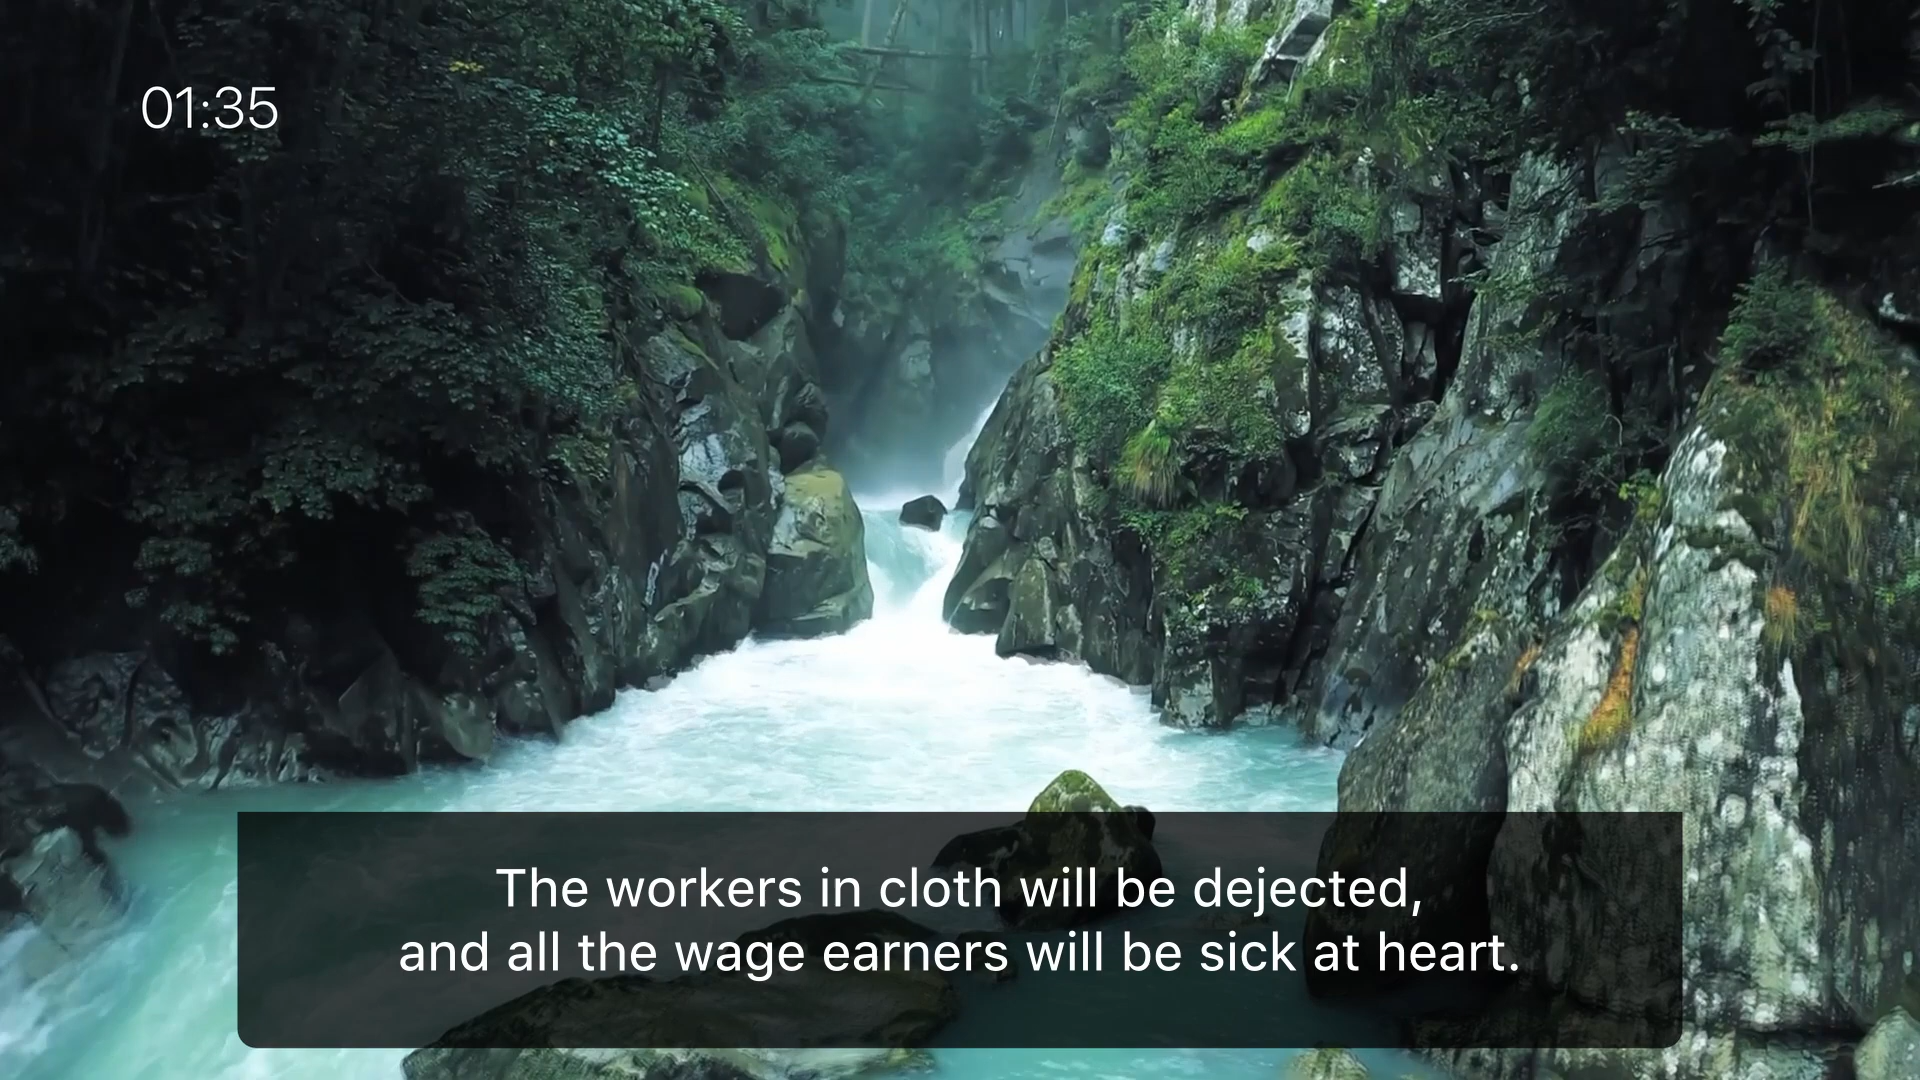 01:35
The workers in cloth will be dejected,
and all the wage earners will be sick at heart.